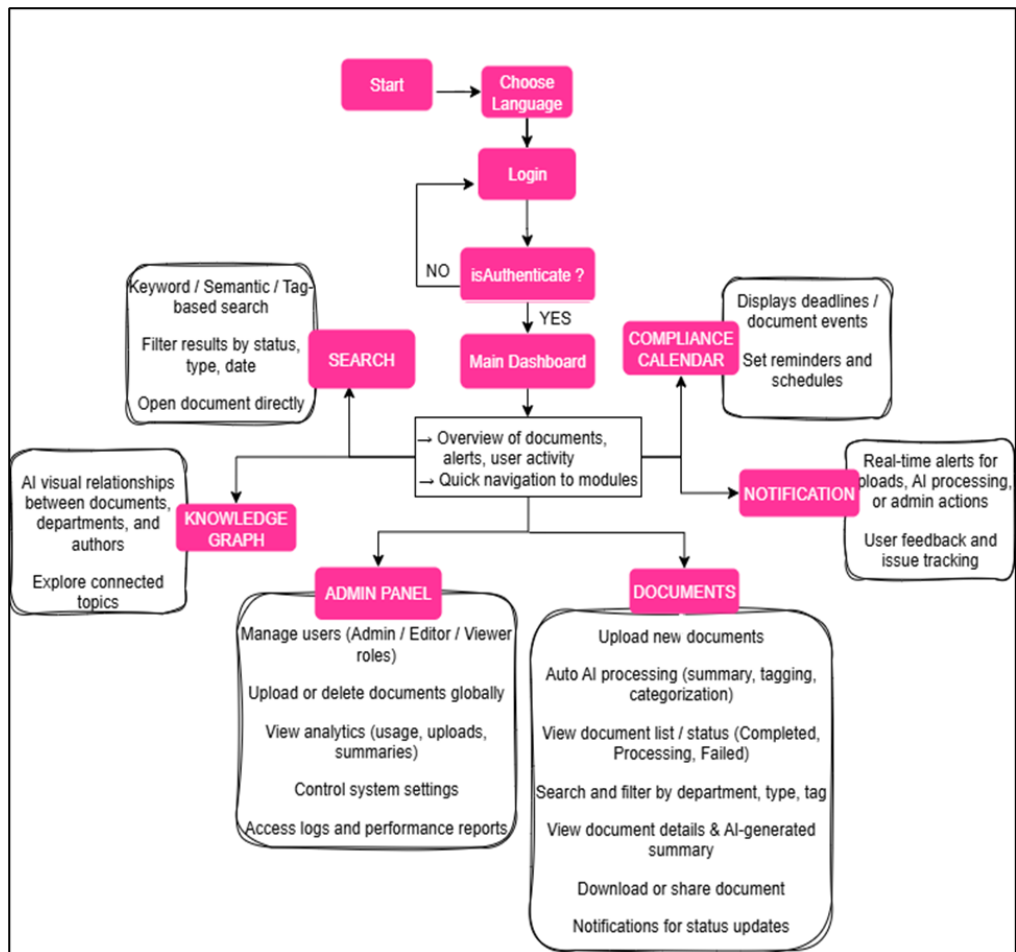 Start
Choose
Language
Login
isAuthenticate ?
NO
YES
Main Dashboard
→ Overview of documents,
alerts, user activity
→ Quick navigation to modules
Keyword / Semantic / Tag-
based search
Filter results by status,
type, date
Open document directly
SEARCH
COMPLIANCE
CALENDAR
Displays deadlines /
document events
Set reminders and
schedules
AI visual relationships
between documents,
departments, and
authors
Explore connected
topics
KNOWLEDGE
GRAPH
NOTIFICATION
Real-time alerts for
ploads, AI processing,
or admin actions
User feedback and
issue tracking
ADMIN PANEL
Manage users (Admin / Editor / Viewer
roles)
Upload or delete documents globally
View analytics (usage, uploads,
summaries)
Control system settings
Access logs and performance reports
DOCUMENTS
Upload new documents
Auto AI processing (summary, tagging,
categorization)
View document list / status (Completed,
Processing, Failed)
Search and filter by department, type, tag
View document details & AI-generated
summary
Download or share document
Notifications for status updates